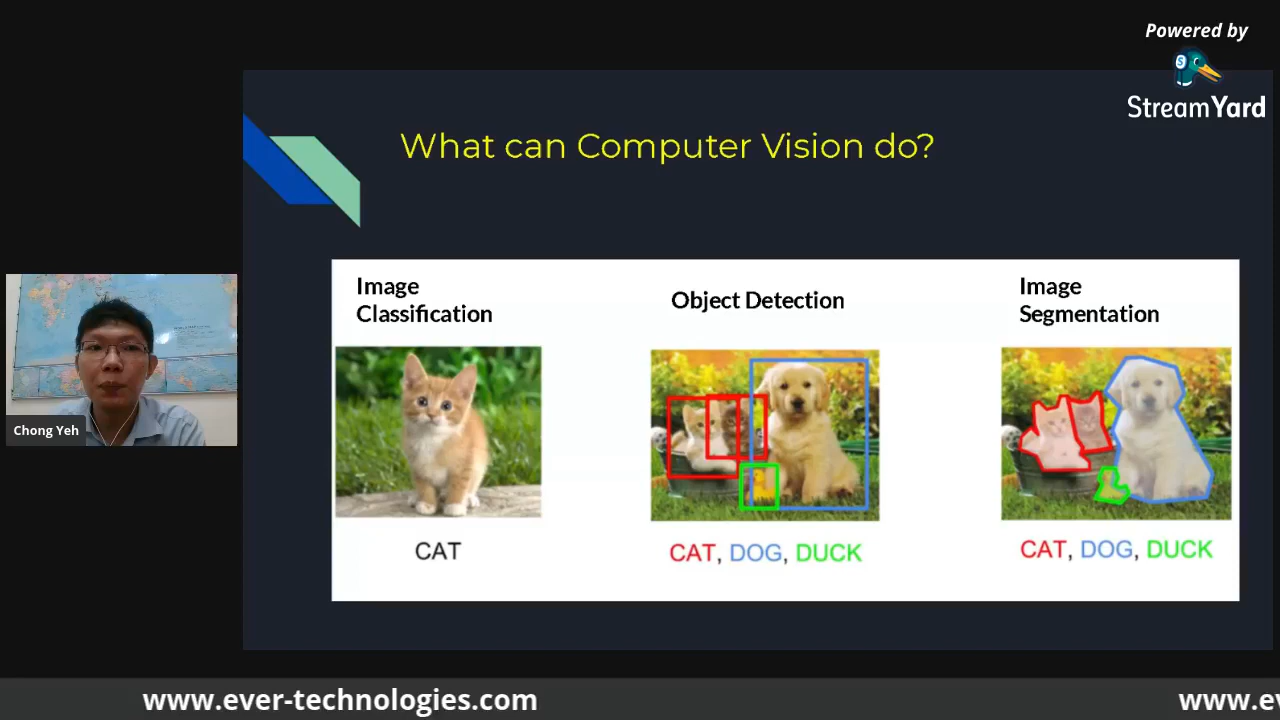 Powered by
StreamYard
What can Computer Vision do?
Image
Classification
Object Detection
Image
Segmentation
CAT
CAT, DOG, DUCK
CAT, DOG, DUCK
Chong Yeh
www.ever-technologies.com
www.ev